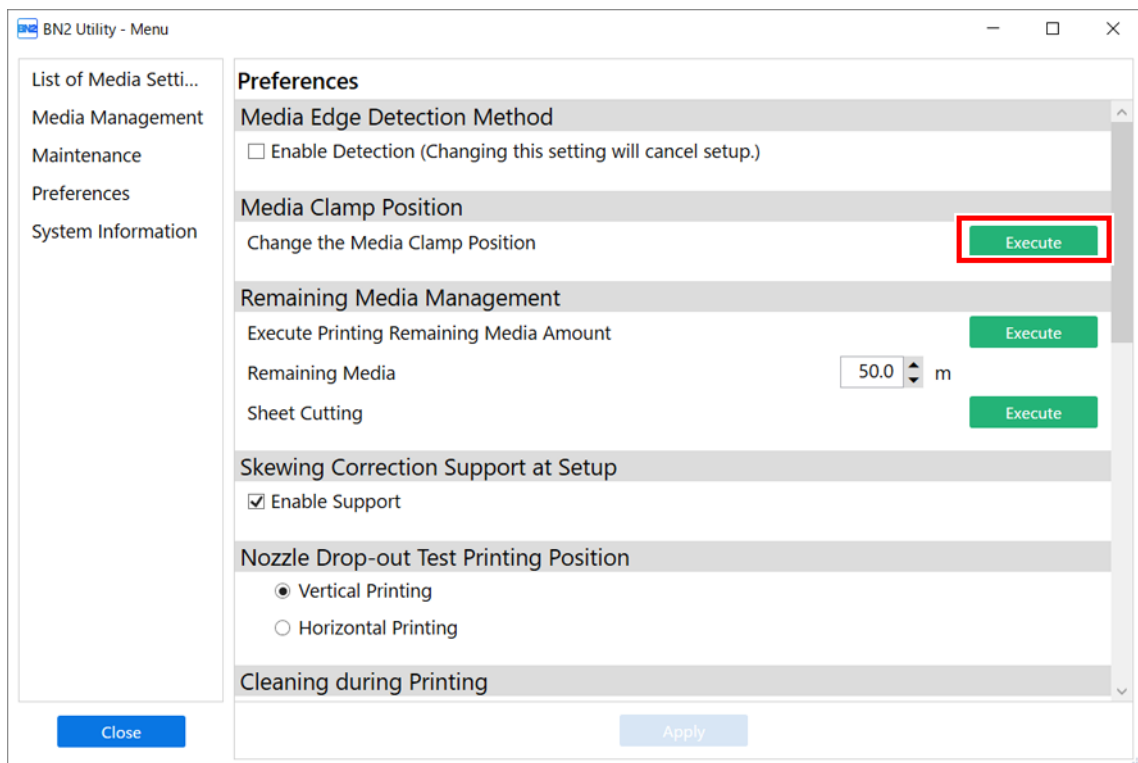 BN2 BN2 Utility - Menu
List of Media Setti...
Media Management
Maintenance
Preferences
System Information
Close
Preferences
Media Edge Detection Method
Enable Detection (Changing this setting will cancel setup.)
Media Clamp Position
Change the Media Clamp Position Execute
Remaining Media Management
Execute Printing Remaining Media Amount Execute
Remaining Media 50.0 m
Sheet Cutting Execute
Skewing Correction Support at Setup
Enable Support
Nozzle Drop-out Test Printing Position
Vertical Printing
Horizontal Printing
Cleaning during Printing
Apply